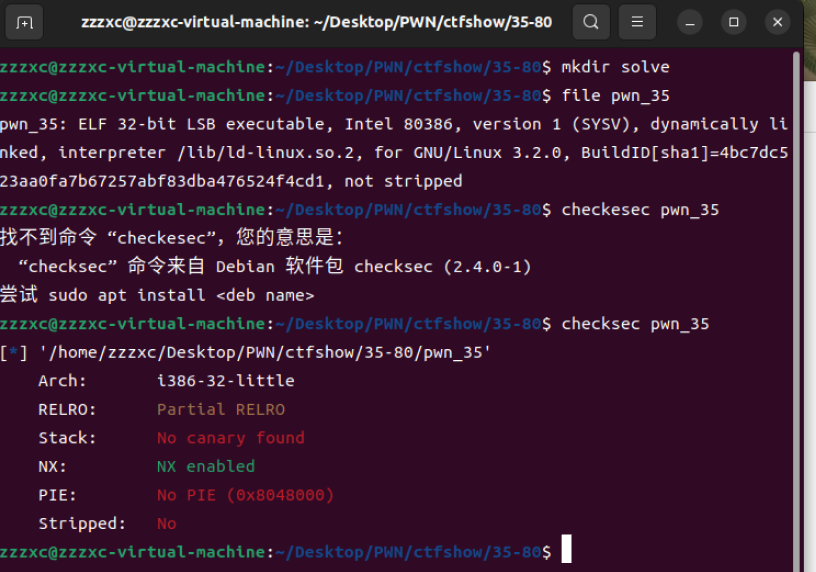 zzzxc@zzzxc-virtual-machine: ~/Desktop/PWN/ctfshow/35-80
zzzxc@zzzxc-virtual-machine:~/Desktop/PWN/ctfshow/35-80$ mkdir solve
zzzxc@zzzxc-virtual-machine:~/Desktop/PWN/ctfshow/35-80$ file pwn_35
pwn_35: ELF 32-bit LSB executable, Intel 80386, version 1 (SYSV), dynamically li
nked, interpreter /lib/ld-linux.so.2, for GNU/Linux 3.2.0, BuildID[sha1]=4bc7dc5
23aa0fa7b67257abf83dba476524f4cd1, not stripped
zzzxc@zzzxc-virtual-machine:~/Desktop/PWN/ctfshow/35-80$ checkesec pwn_35
找不到命令 “checkesec”，您的意思是：
  “checksec” 命令来自 Debian 软件包 checksec (2.4.0-1)
尝试 sudo apt install <deb name>
zzzxc@zzzxc-virtual-machine:~/Desktop/PWN/ctfshow/35-80$ checksec pwn_35
[*] '/home/zzzxc/Desktop/PWN/ctfshow/35-80/pwn_35'
    Arch:       i386-32-little
    RELRO:      Partial RELRO
    Stack:      No canary found
    NX:         NX enabled
    PIE:        No PIE (0x8048000)
    Stripped:   No
zzzxc@zzzxc-virtual-machine:~/Desktop/PWN/ctfshow/35-80$